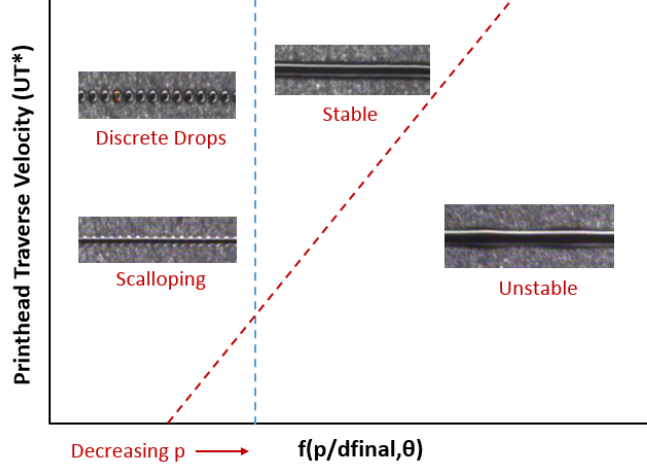 Printhead Traverse Velocity (UT*)
Discrete Drops
Stable
Scalloping
Unstable
Decreasing p
f(p/dfinal,θ)